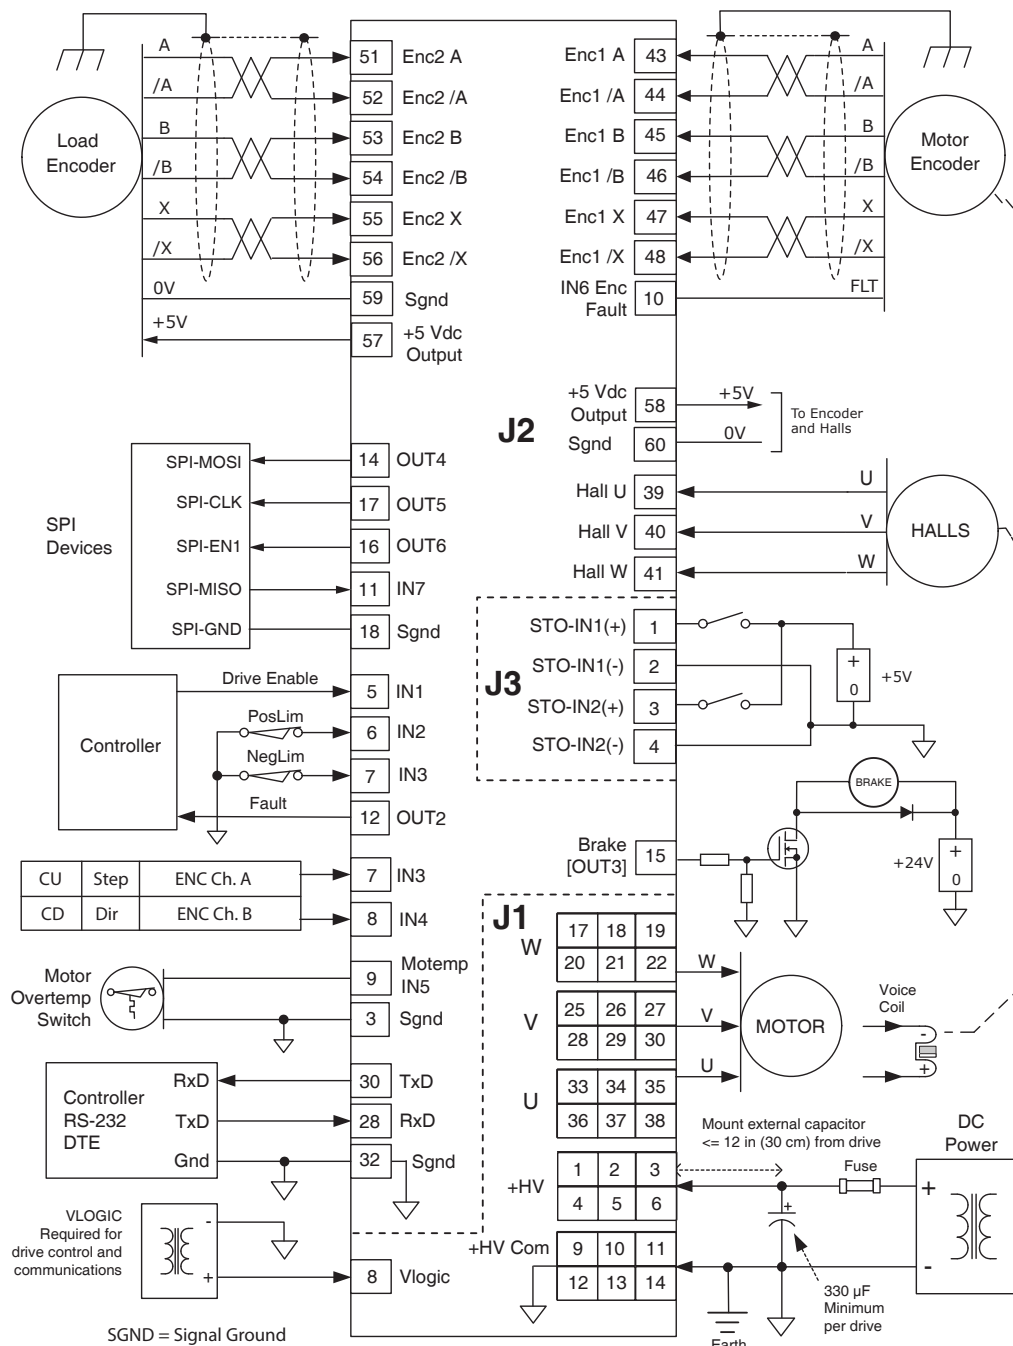 A
51 Enc2 A
/A
52 Enc2 /A
B
53 Enc2 B
/B
54 Enc2 /B
X
55 Enc2 X
/X
56 Enc2 /X
0V
59 Sgnd
+5V
57 +5 Vdc
Output
Load
Encoder
Enc1 A 43
A
Enc1 /A 44
/A
Enc1 B 45
B
Enc1 /B 46
/B
Enc1 X 47
X
Enc1 /X 48
/X
IN6 Enc
Fault 10
FLT
Motor
Encoder
J2
+5 Vdc
Output 58
+5V
Sgnd 60
0V
To Encoder
and Halls
SPI
Devices
SPI-MOSI 14 OUT4
SPI-CLK 17 OUT5
SPI-EN1 16 OUT6
SPI-MISO 11 IN7
SPI-GND 18 Sgnd
Hall U 39 U
Hall V 40 V
Hall W 41 W
HALLS
J3
STO-IN1(+) 1
STO-IN1(-) 2
STO-IN2(+) 3
STO-IN2(-) 4
+
0
+5V
Controller
Drive Enable 5 IN1
PosLim 6 IN2
NegLim 7 IN3
Fault 12 OUT2
Brake
[OUT3] 15
BRAKE
+24V
+
0
CU Step ENC Ch. A 7 IN3
CD Dir ENC Ch. B 8 IN4
Motor
Overtemp
Switch
9 Motemp
IN5
3 Sgnd
J1
W
17 18 19
20 21 22
W
V
25 26 27
28 29 30
V
U
33 34 35
36 37 38
U
MOTOR
Voice
Coil
-
+
Controller
RS-232
DTE
RxD 30 TxD
TxD 28 RxD
Gnd 32 Sgnd
Mount external capacitor
<= 12 in (30 cm) from drive
DC
Power
Fuse
+HV
1 2 3
4 5 6
+
+
-
+HV Com
9 10 11
12 13 14
330 µF
Minimum
per drive
Earth
VLOGIC
Required for
drive control and
communications
-
+
8 Vlogic
SGND = Signal Ground